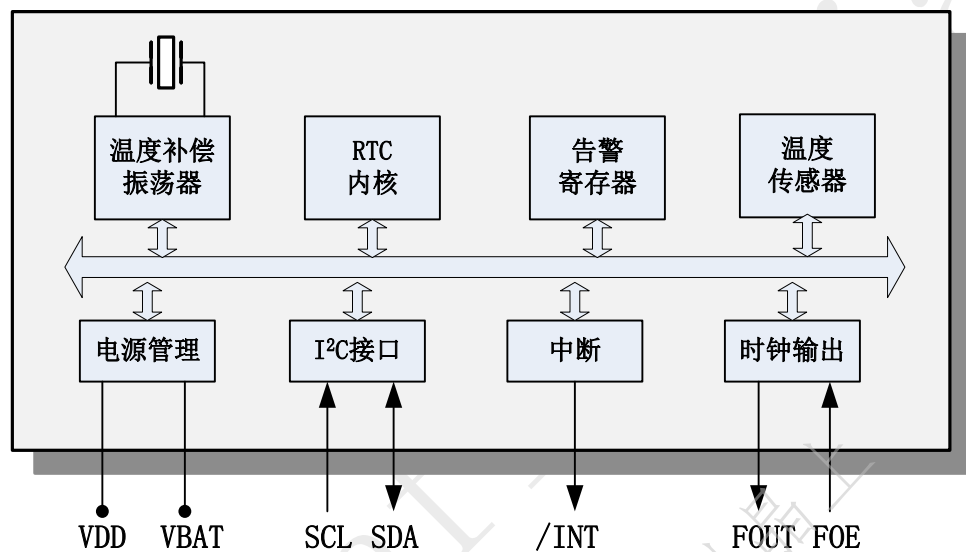 温度补偿
振荡器
RTC
内核
告警
寄存器
温度
传感器
电源管理
I²C接口
中断
时钟输出
VDD VBAT SCL SDA /INT FOUT FOE